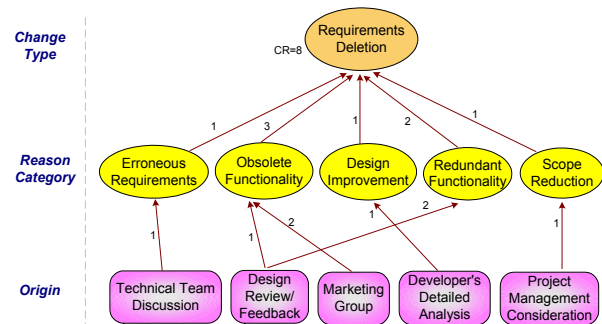 Change
Type
CR=8
Requirements
Deletion
1
3
1
2
1
Reason
Category
Erroneous
Requirements
Obsolete
Functionality
Design
Improvement
Redundant
Functionality
Scope
Reduction
1
1
2
1
2
1
Origin
Technical Team
Discussion
Design
Review/
Feedback
Marketing
Group
Developer's
Detailed
Analysis
Project
Management
Consideration